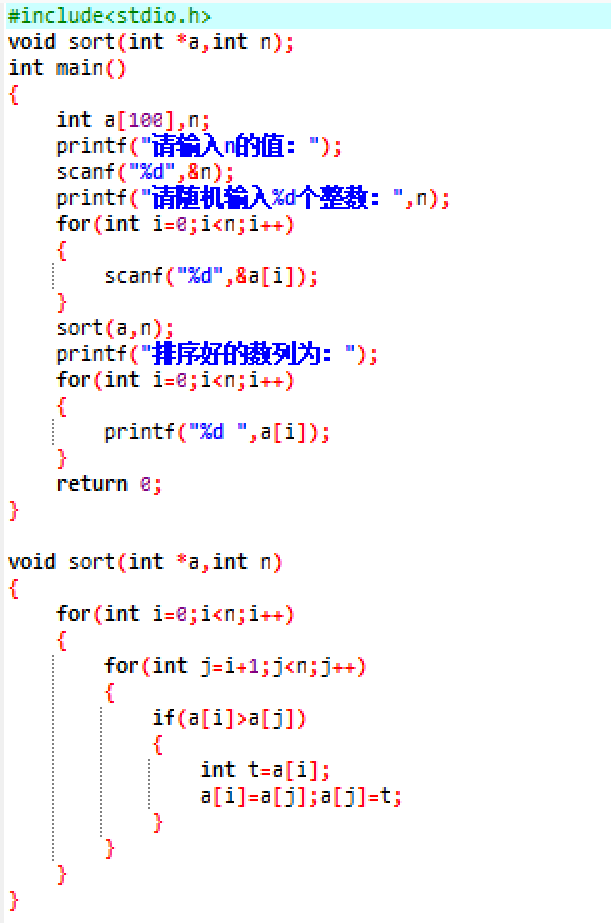 #include<stdio.h>
void sort(int *a,int n);
int main()
{
    int a[100],n;
    printf("请输入n的值：");
    scanf("%d",&n);
    printf("请随机输入%d个整数：",n);
    for(int i=0;i<n;i++)
    {
        scanf("%d",&a[i]);
    }
    sort(a,n);
    printf("排序好的数列为：");
    for(int i=0;i<n;i++)
    {
        printf("%d ",a[i]);
    }
    return 0;
}

void sort(int *a,int n)
{
    for(int i=0;i<n;i++)
    {
        for(int j=i+1;j<n;j++)
        {
            if(a[i]>a[j])
            {
                int t=a[i];
                a[i]=a[j];a[j]=t;
            }
        }
    }
}